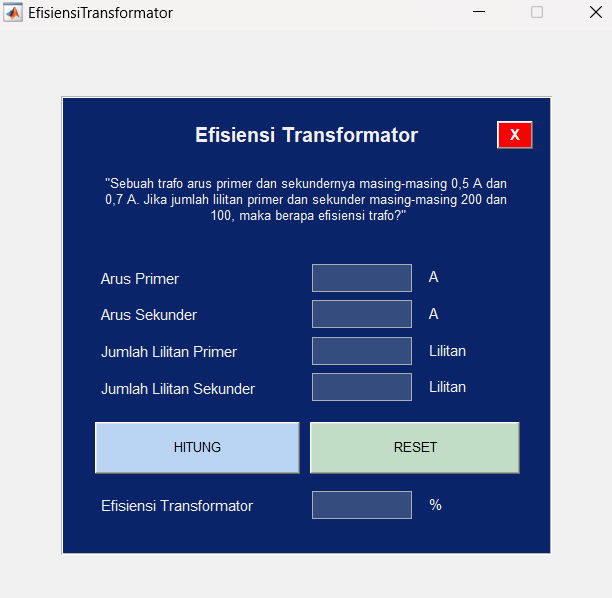 EfisiensiTransformator
Efisiensi Transformator
X
"Sebuah trafo arus primer dan sekundernya masing-masing 0,5 A dan
0,7 A. Jika jumlah lilitan primer dan sekunder masing-masing 200 dan
100, maka berapa efisiensi trafo?"
Arus Primer A
Arus Sekunder A
Jumlah Lilitan Primer Lilitan
Jumlah Lilitan Sekunder Lilitan
HITUNG RESET
Efisiensi Transformator %